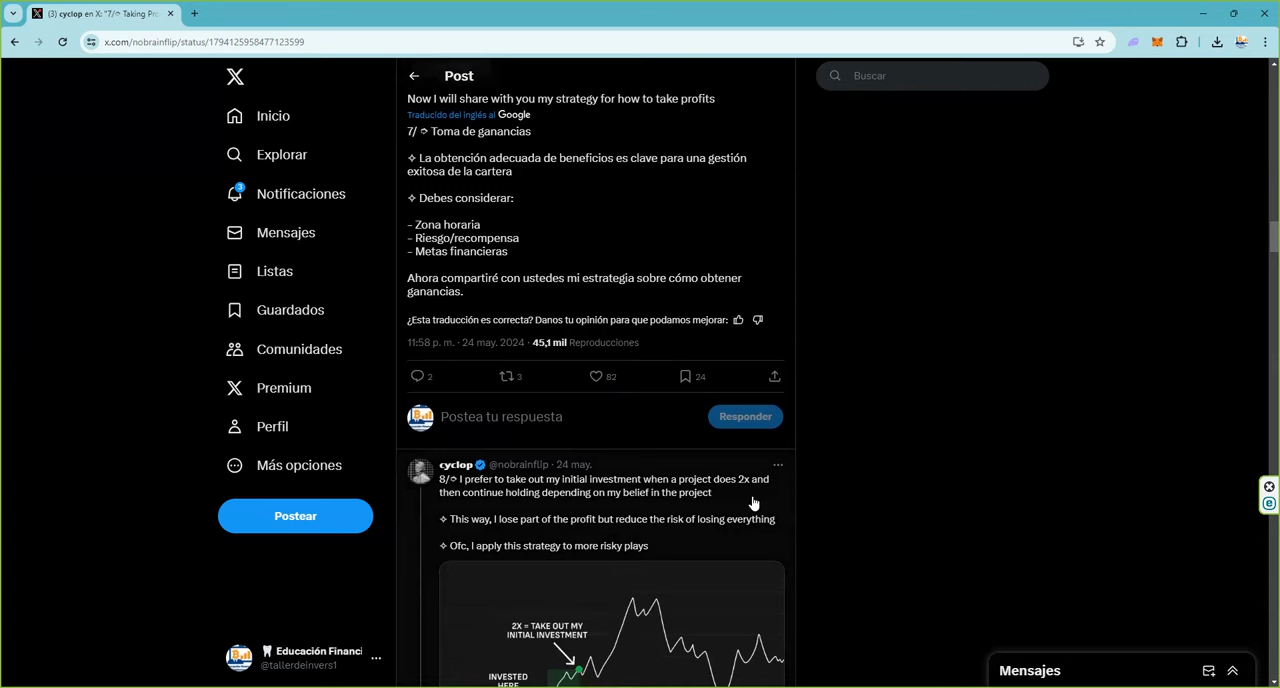 (3) cyclop en X: "7/➮ Taking Pro
x.com/nobrainflip/status/1794125958477123599
Post
Buscar
Now I will share with you my strategy for how to take profits
Traducido del inglés al Google
7/ ➮ Toma de ganancias
✧ La obtención adecuada de beneficios es clave para una gestión
exitosa de la cartera
✧ Debes considerar:
- Zona horaria
- Riesgo/recompensa
- Metas financieras
Ahora compartiré con ustedes mi estrategia sobre cómo obtener
ganancias.
¿Esta traducción es correcta? Danos tu opinión para que podamos mejorar:
11:58 p. m. · 24 may. 2024 · 45,1 mil Reproducciones
2 3 82 24
Postea tu respuesta
Responder
cyclop @nobrainflip · 24 may.
8/➮ I prefer to take out my initial investment when a project does 2x and
then continue holding depending on my belief in the project
✧ This way, I lose part of the profit but reduce the risk of losing everything
✧ Ofc, I apply this strategy to more risky plays
2X = TAKE OUT MY
INITIAL INVESTMENT
INVESTED
HERE
Inicio
Explorar
3
Notificaciones
Mensajes
Listas
Guardados
Comunidades
Premium
Perfil
Más opciones
Postear
Educación Financi
@tallerdeinvers1
Mensajes